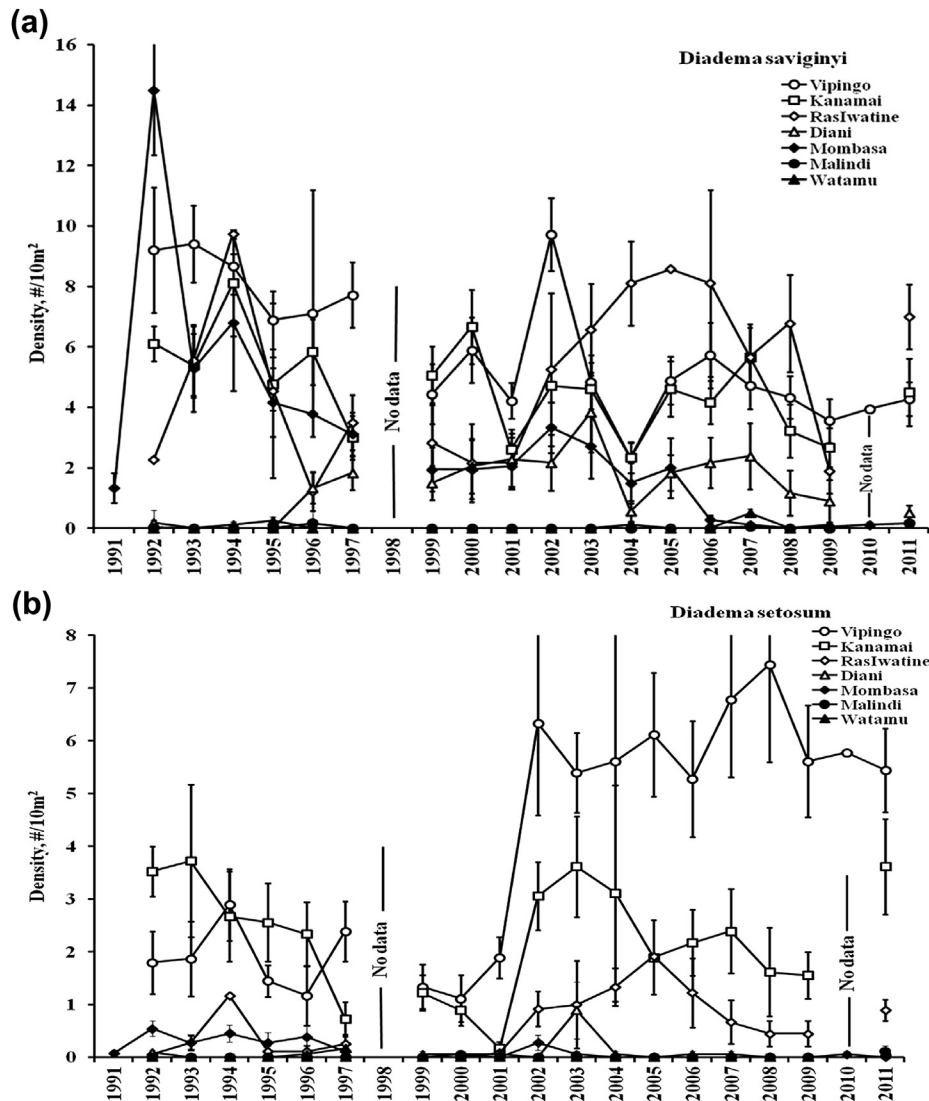 (a)
Diadema saviginyi
Vipingo
Kanamai
RasIwatine
Diani
Mombasa
Malindi
Watamu
Density, #/10m²
16
14
12
10
8
6
4
2
0
No data
No data
1991
1992
1993
1994
1995
1996
1997
1998
1999
2000
2001
2002
2003
2004
2005
2006
2007
2008
2009
2010
2011
(b)
Diadema setosum
Vipingo
Kanamai
RasIwatine
Diani
Mombasa
Malindi
Watamu
Density, #/10m²
8
7
6
5
4
3
2
1
0
No data
No data
1991
1992
1993
1994
1995
1996
1997
1998
1999
2000
2001
2002
2003
2004
2005
2006
2007
2008
2009
2010
2011